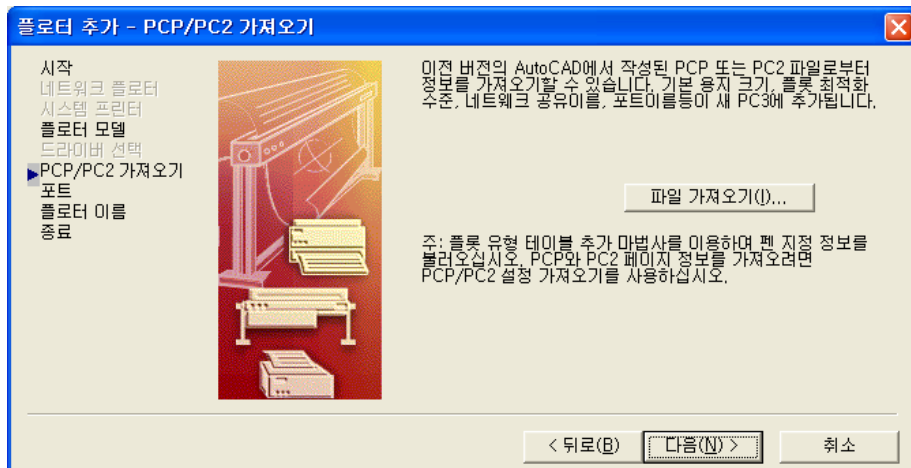 플로터 추가 - PCP/PC2 가져오기
시작
네트워크 플로터
시스템 프린터
플로터 모델
드라이버 선택
PCP/PC2 가져오기
포트
플로터 이름
종료
이전 버전의 AutoCAD에서 작성된 PCP 또는 PC2 파일로부터
정보를 가져오기할 수 있습니다. 기본 용지 크기, 플롯 최적화
수준, 네트워크 공유이름, 포트이름등이 새 PC3에 추가됩니다.
파일 가져오기(I)...
주: 플롯 유형 테이블 추가 마법사를 이용하여 펜 지정 정보를
불러오십시오. PCP와 PC2 페이지 정보를 가져오려면
PCP/PC2 설정 가져오기를 사용하십시오.
< 뒤로(B)
다음(N) >
취소